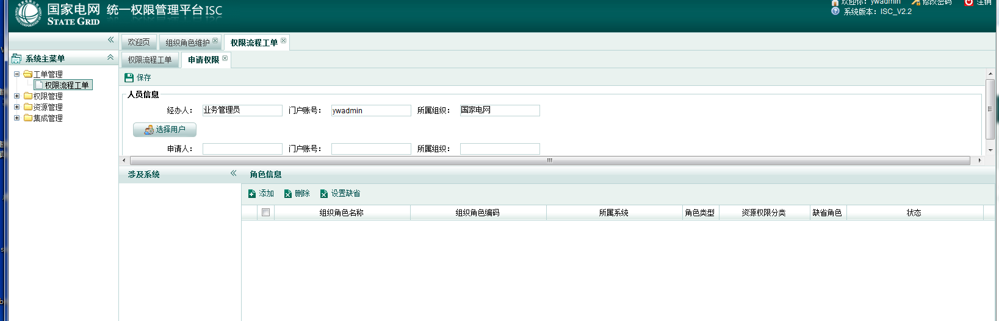 国家电网 统一权限管理平台ISC
STATE GRID
欢迎你：ywadmin 修改密码 注销
系统版本：ISC_V2.2
欢迎页 组织角色维护 权限流程工单
系统主菜单
权限流程工单 申请权限
工单管理
权限流程工单
权限管理
资源管理
集成管理
保存
人员信息
经办人： 业务管理员 门户账号： ywadmin 所属组织： 国家电网
选择用户
申请人： 门户账号： 所属组织：
涉及系统 角色信息
添加 删除 设置缺省
组织角色名称 组织角色编码 所属系统 角色类型 资源权限分类 缺省角色 状态